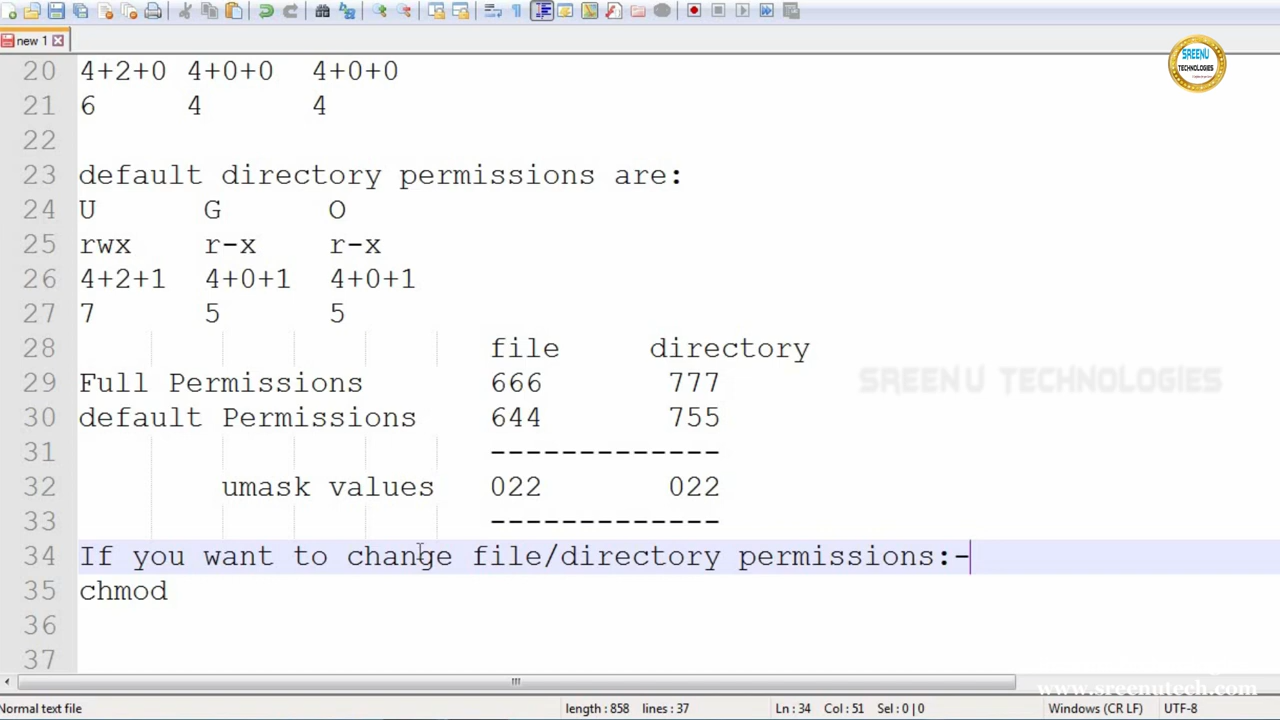 new 1
SREENU
TECHNOLOGIES
20 4+2+0 4+0+0 4+0+0
21 6 4 4
22
23 default directory permissions are:
24 U G O
25 rwx r-x r-x
26 4+2+1 4+0+1 4+0+1
27 7 5 5
28 file directory
29 Full Permissions 666 777
SREENU TECHNOLOGIES
30 default Permissions 644 755
31 -------------
32 umask values 022 022
33 -------------
34 If you want to change file/directory permissions:-
35 chmod
36
37
www.sreenutech.com
Normal text file length : 858 lines : 37 Ln : 34 Col : 51 Sel : 0 | 0 Windows (CR LF) UTF-8